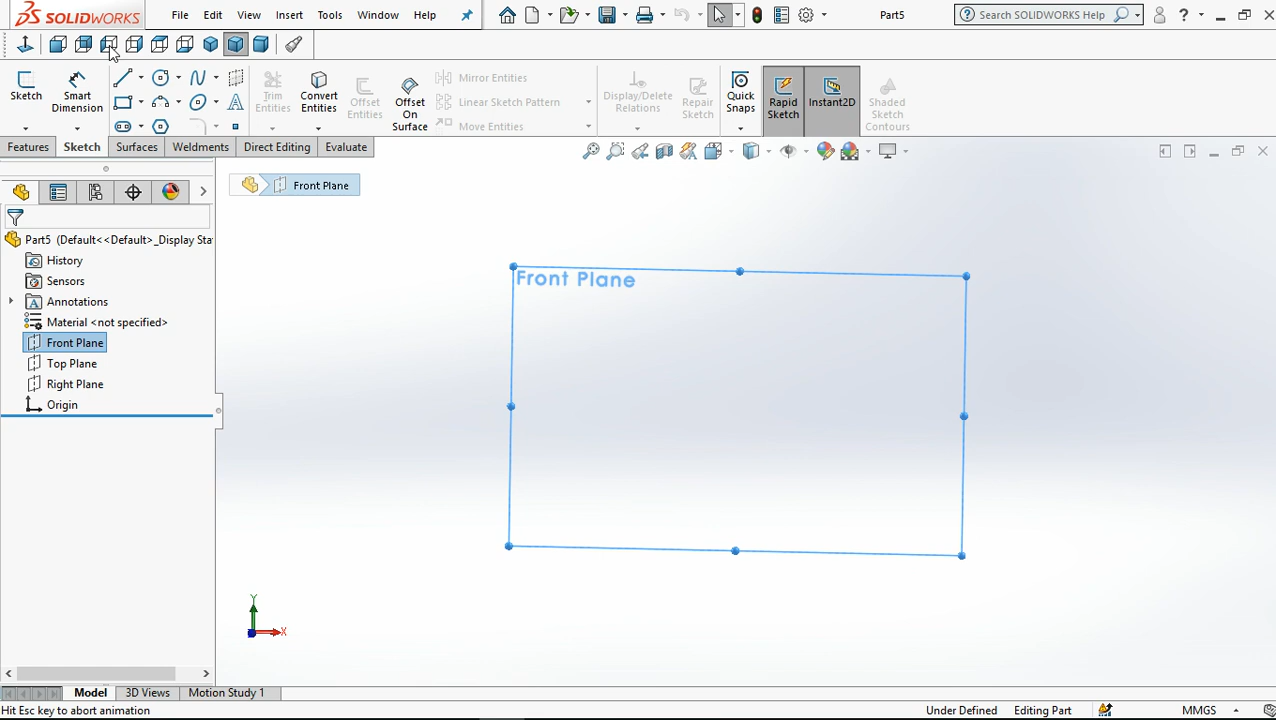 SOLIDWORKS File Edit View Insert Tools Window Help Part5 Search SOLIDWORKS Help ?
Sketch Smart Dimension Trim Entities Convert Entities Offset Entities Offset On Surface Mirror Entities Linear Sketch Pattern Move Entities Display/Delete Relations Repair Sketch Quick Snaps Rapid Sketch Instant2D Shaded Sketch Contours
Features Sketch Surfaces Weldments Direct Editing Evaluate
Front Plane
Part5 (Default<<Default>_Display Sta
History
Sensors
Annotations
Material <not specified>
Front Plane
Top Plane
Right Plane
Origin
Front Plane
Y
X
Model 3D Views Motion Study 1
Hit Esc key to abort animation Under Defined Editing Part MMGS